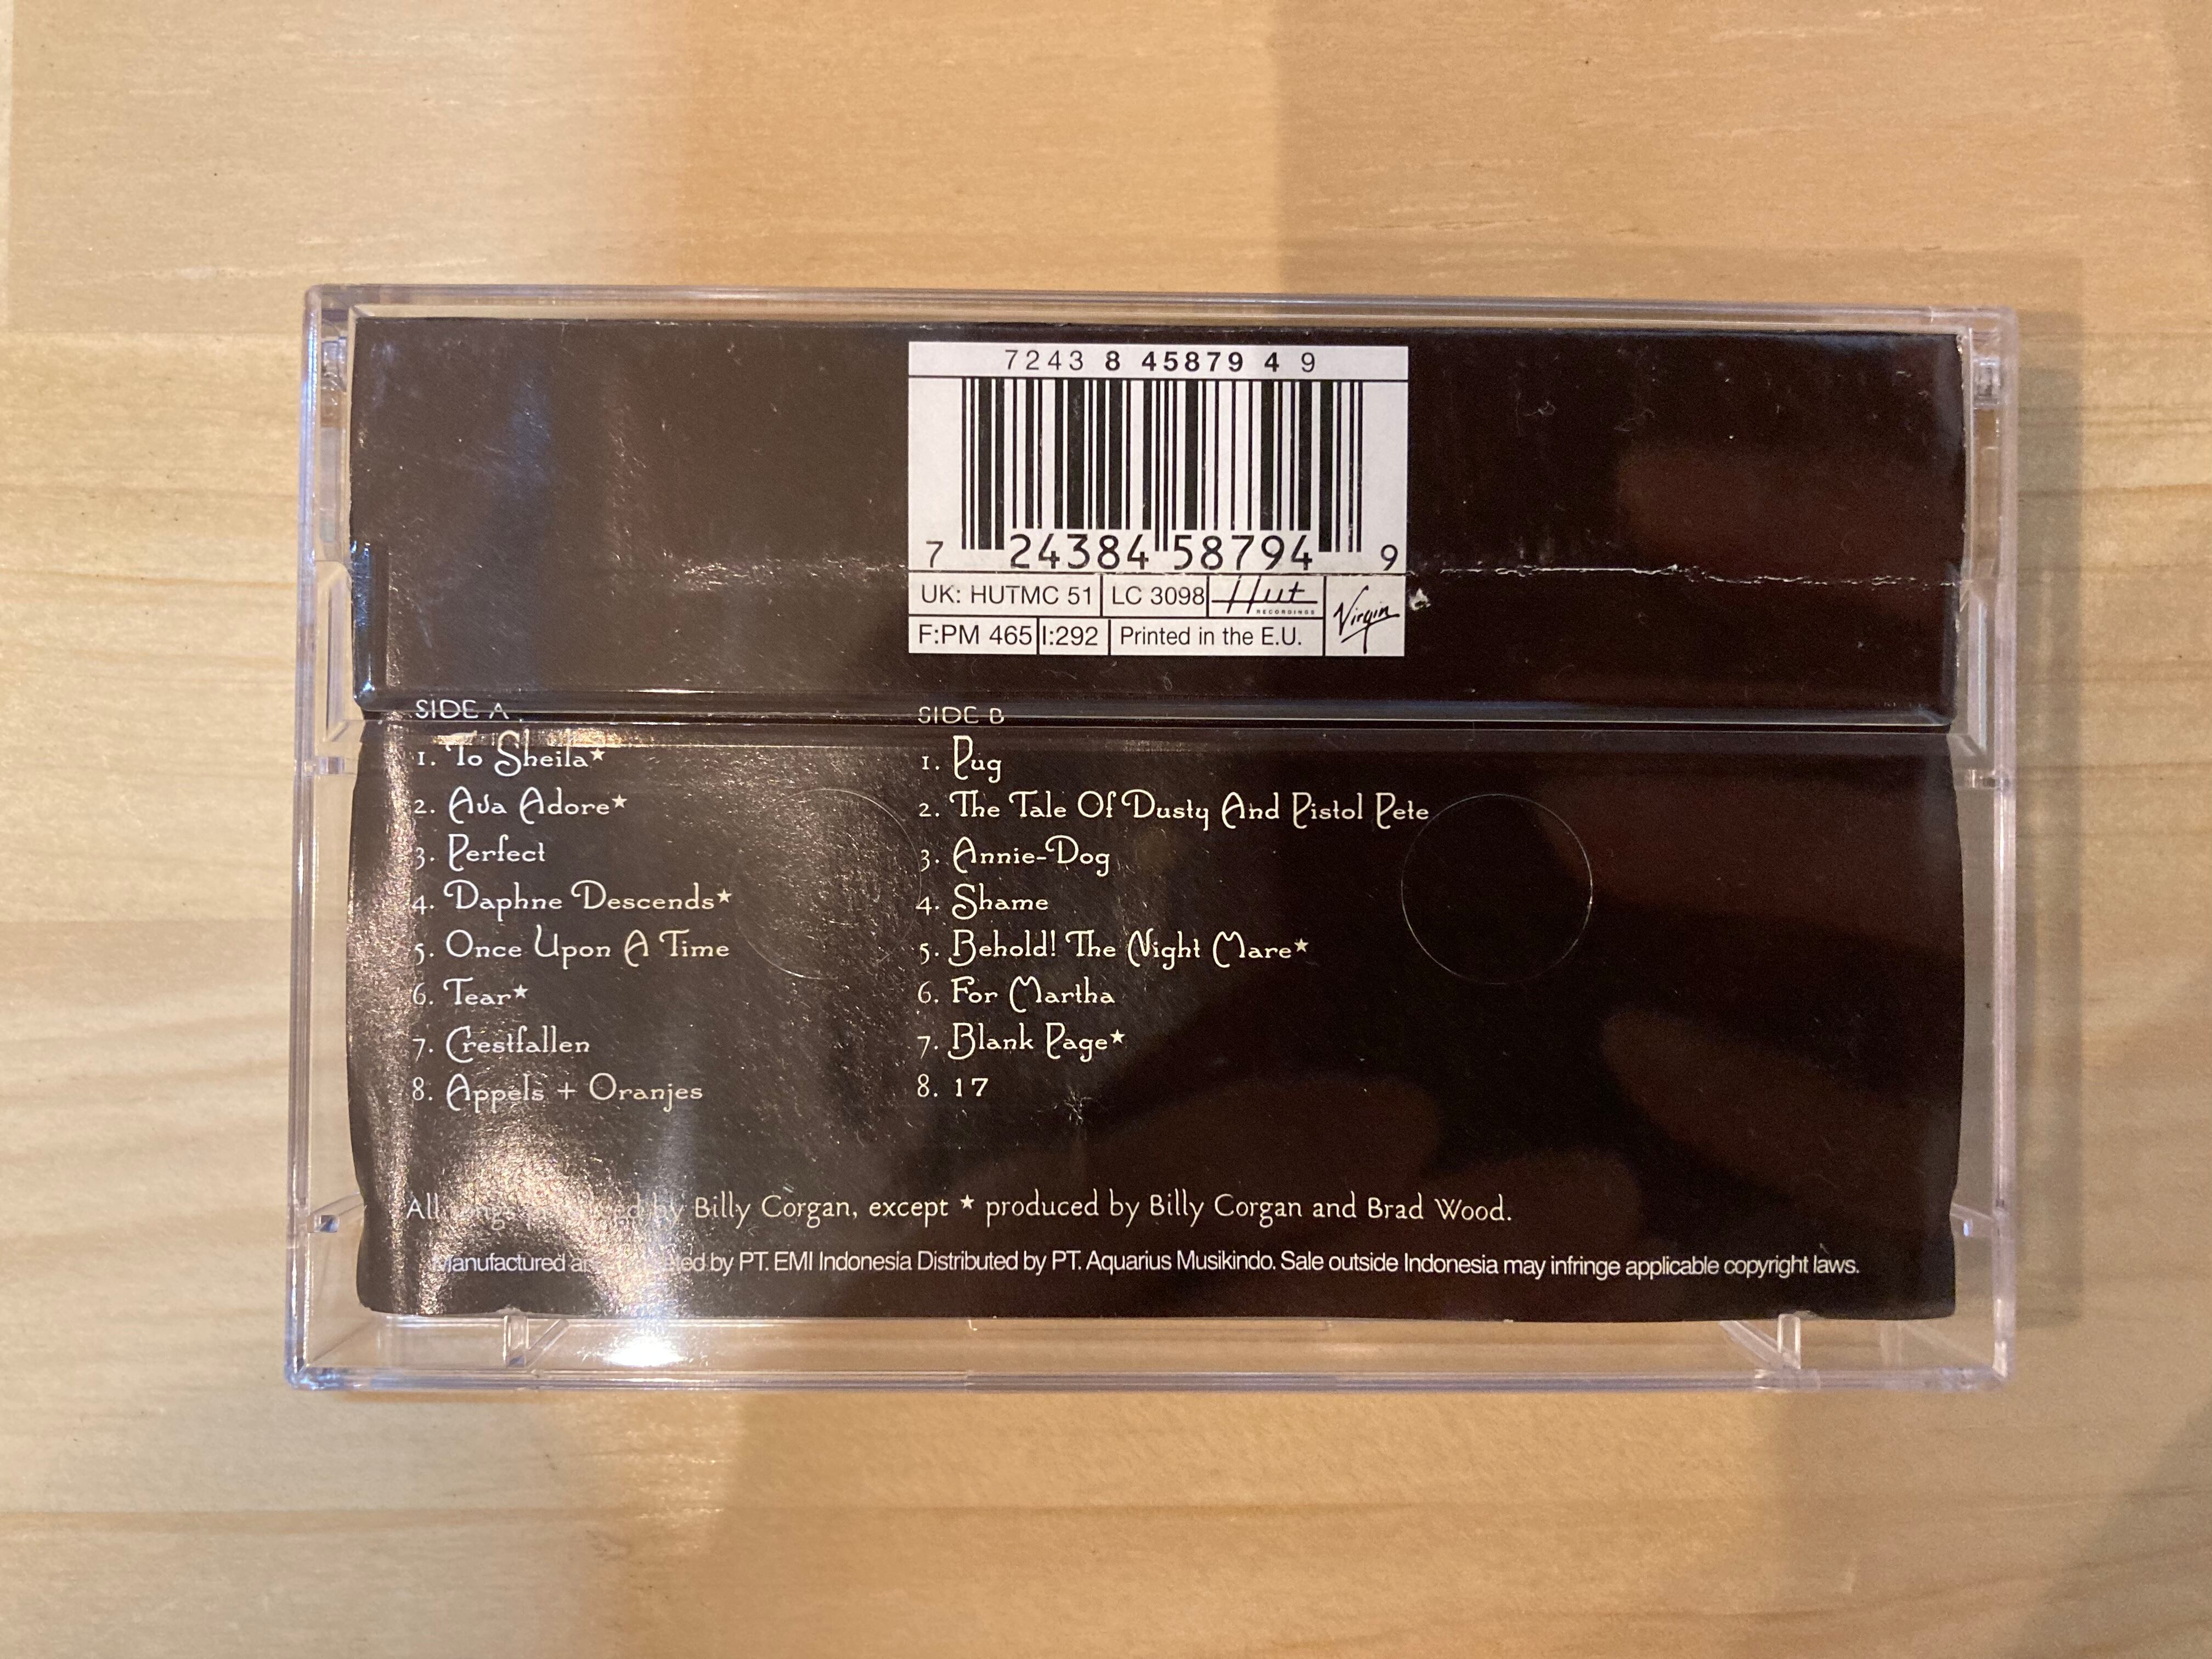 7243 8 45879 4 9
7 24384 58794 9
UK: HUTMC 51 LC 3098 Hut RECORDINGS
Virgin
F:PM 465 I:292 Printed in the E.U.
SIDE A
1. To Sheila★
2. Ava Adore★
3. Perfect
4. Daphne Descends★
5. Once Upon A Time
6. Tear★
7. Crestfallen
8. Appels + Oranjes
SIDE B
1. Pug
2. The Tale Of Dusty And Pistol Pete
3. Annie-Dog
4. Shame
5. Behold! The Night Mare★
6. For Martha
7. Blank Page★
8. 17
All songs by Billy Corgan, except ★ produced by Billy Corgan and Brad Wood.
Manufactured by PT. EMI Indonesia Distributed by PT. Aquarius Musikindo. Sale outside Indonesia may infringe applicable copyright laws.